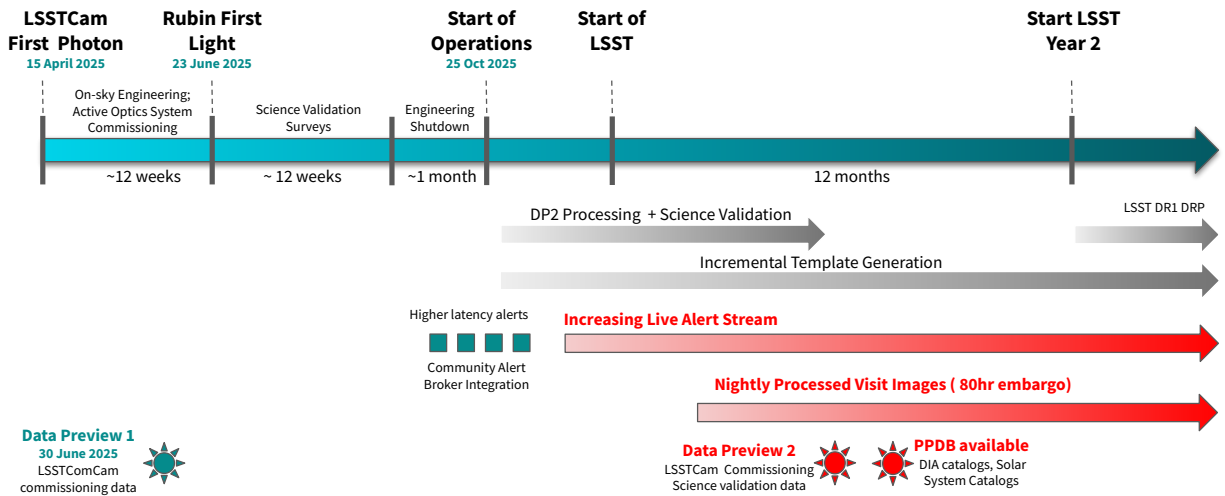 LSSTCam
First Photon
15 April 2025
Rubin First
Light
23 June 2025
Start of
Operations
25 Oct 2025
Start of
LSST
Start LSST
Year 2
On-sky Engineering;
Active Optics System
Commissioning
Science Validation
Surveys
Engineering
Shutdown
~12 weeks
~ 12 weeks
~1 month
12 months
DP2 Processing + Science Validation
LSST DR1 DRP
Incremental Template Generation
Higher latency alerts
Community Alert
Broker Integration
Increasing Live Alert Stream
Nightly Processed Visit Images ( 80hr embargo)
Data Preview 1
30 June 2025
LSSTComCam
commissioning data
Data Preview 2
LSSTCam Commissioning
Science validation data
PPDB available
DIA catalogs, Solar
System Catalogs